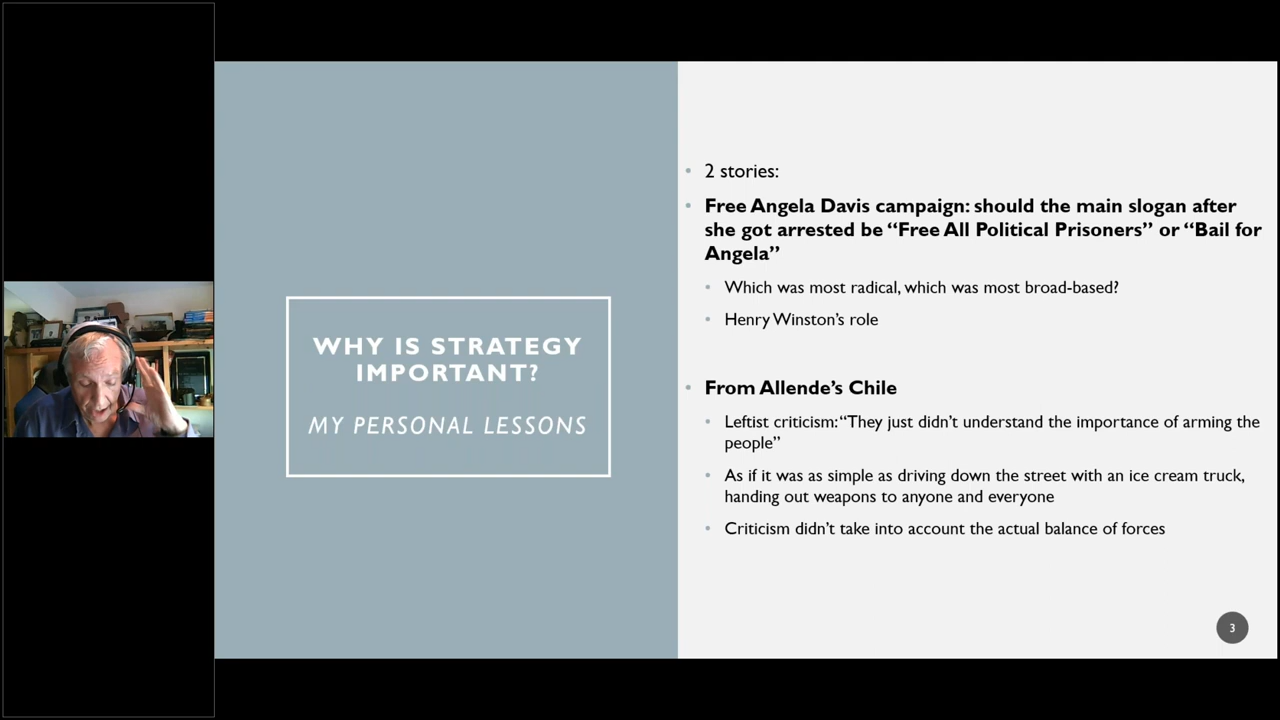 WHY IS STRATEGY
IMPORTANT?
MY PERSONAL LESSONS
• 2 stories:
• Free Angela Davis campaign: should the main slogan after
she got arrested be “Free All Political Prisoners” or “Bail for
Angela”
• Which was most radical, which was most broad-based?
• Henry Winston’s role
• From Allende’s Chile
• Leftist criticism: “They just didn’t understand the importance of arming the
people”
• As if it was as simple as driving down the street with an ice cream truck,
handing out weapons to anyone and everyone
• Criticism didn’t take into account the actual balance of forces
3